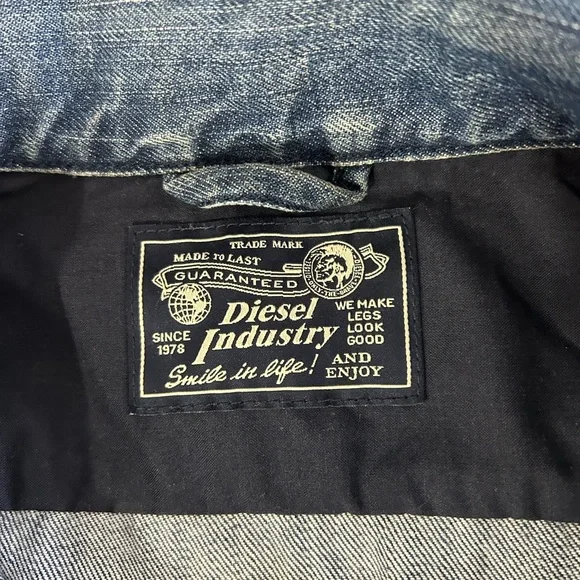 TRADE MARK
MADE TO LAST
GUARANTEED
Diesel
Industry
SINCE
1978
WE MAKE
LEGS
LOOK
GOOD
Smile in life!
AND
ENJOY